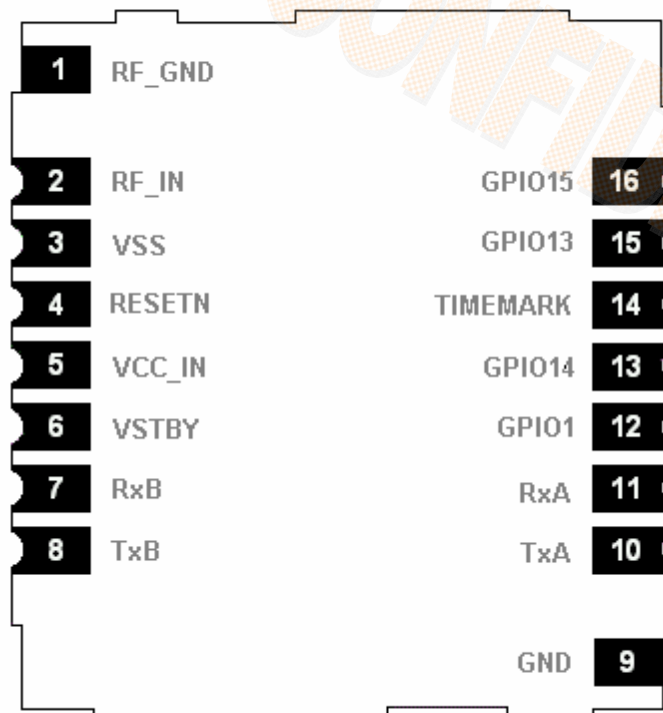 1 RF_GND
2 RF_IN
GPIO15 16
3 VSS
GPIO13 15
4 RESETN
TIMEMARK 14
5 VCC_IN
GPIO14 13
6 VSTBY
GPIO1 12
7 RxB
RxA 11
8 TxB
TxA 10
GND 9